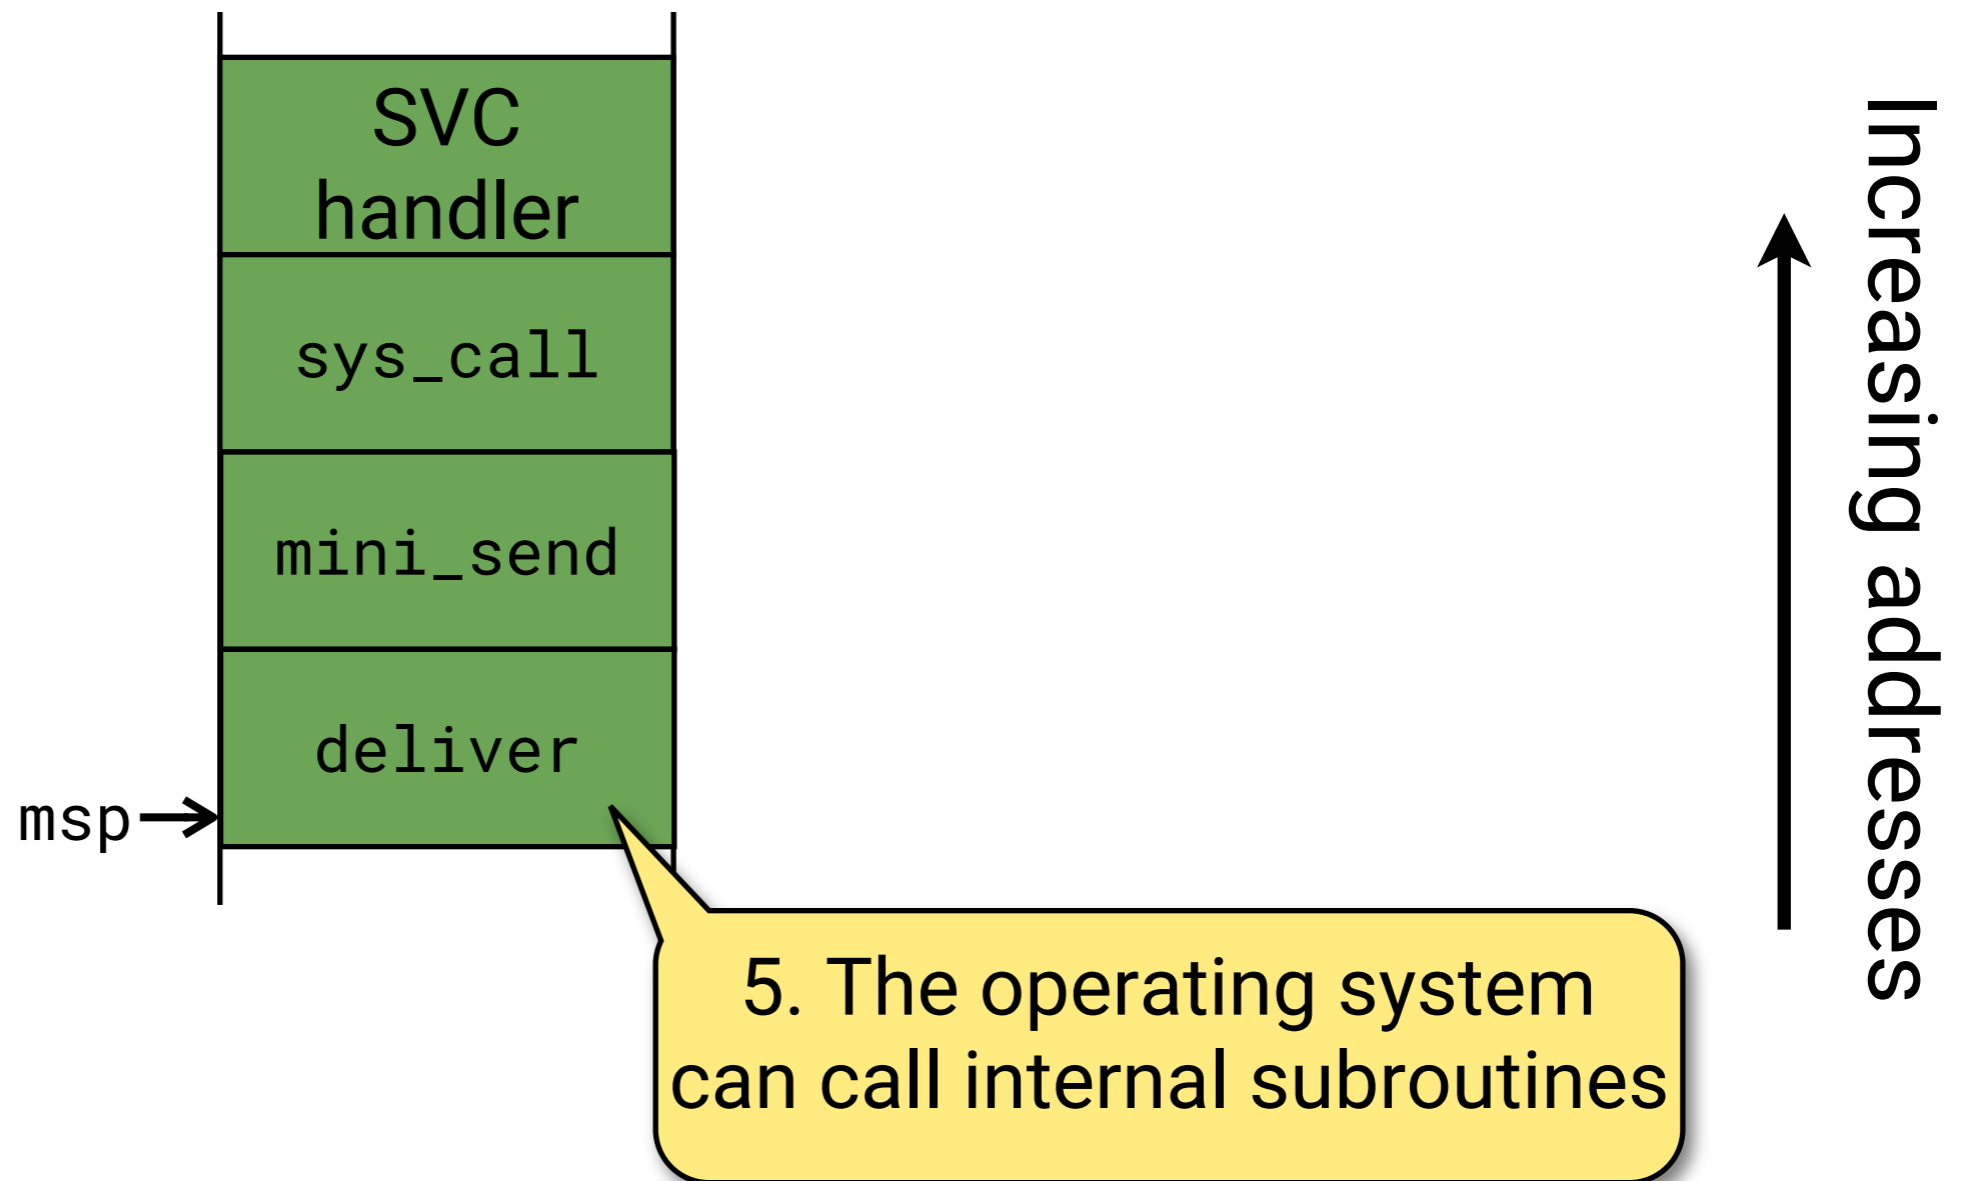 SVC
handler
sys_call
mini_send
deliver
msp
5. The operating system
can call internal subroutines
Increasing addresses